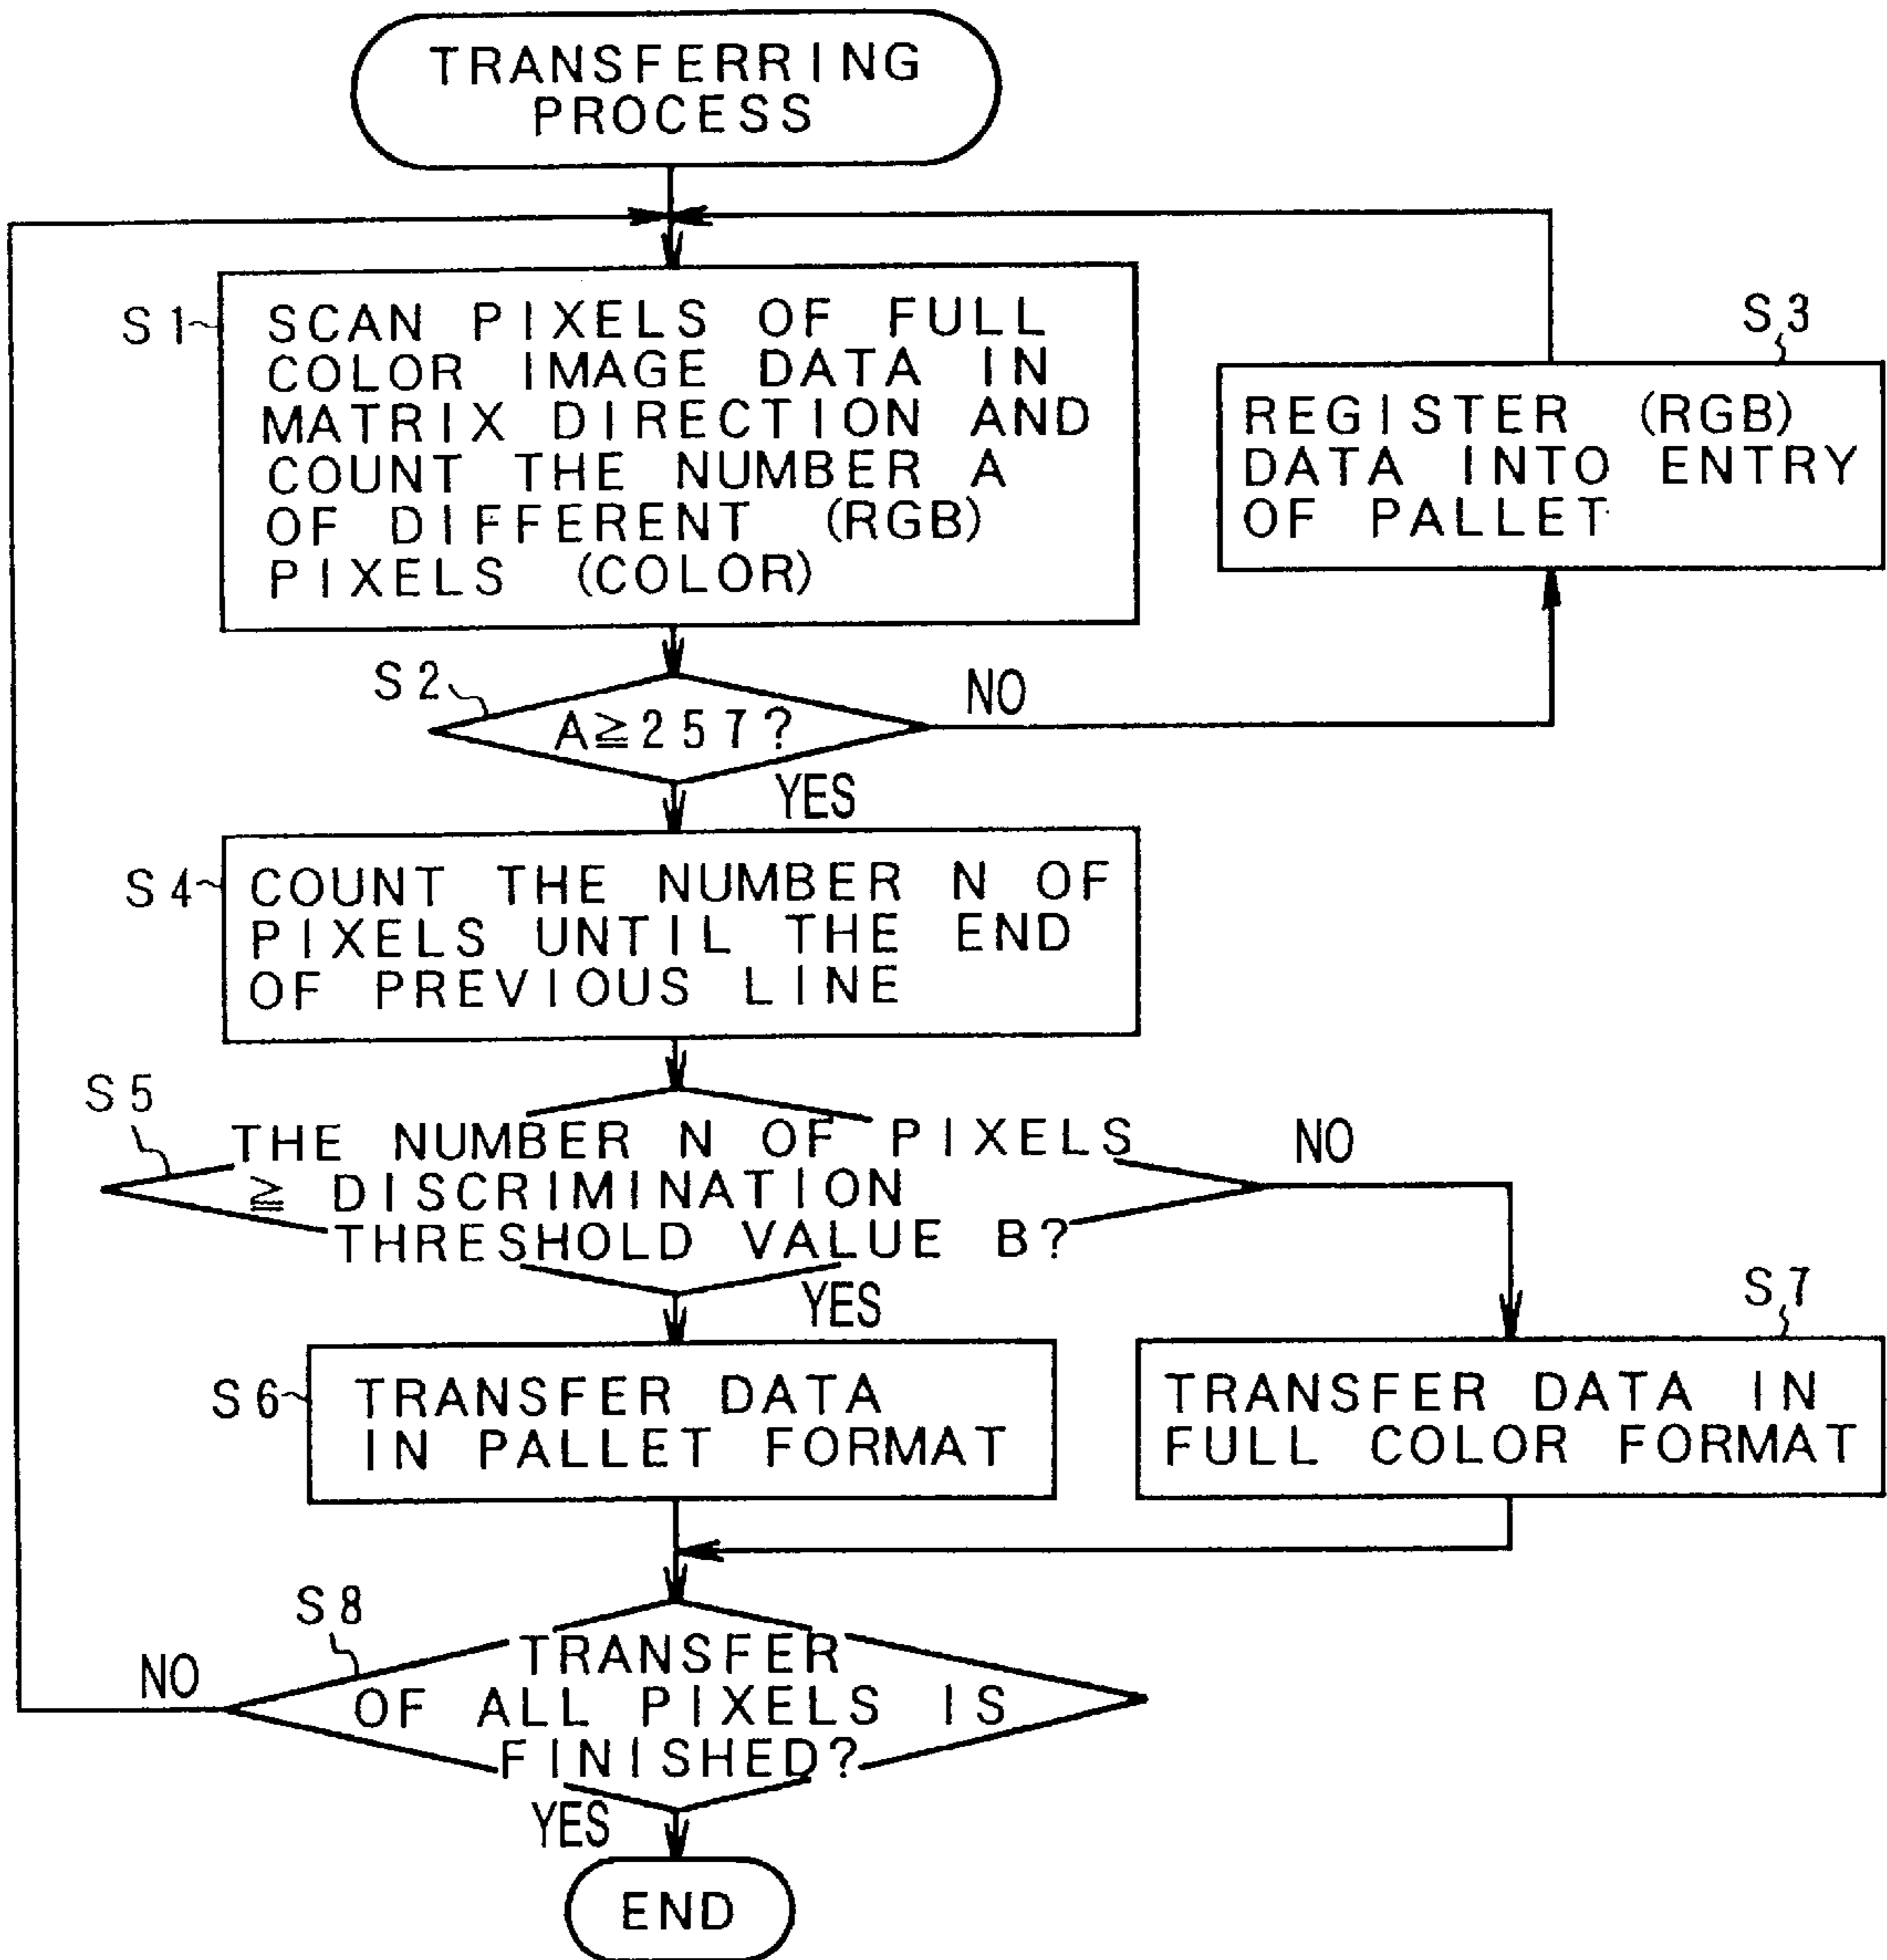 TRANSFERRING
PROCESS
S1
SCAN PIXELS OF FULL
COLOR IMAGE DATA IN
MATRIX DIRECTION AND
COUNT THE NUMBER A
OF DIFFERENT (RGB)
PIXELS (COLOR)
S3
REGISTER (RGB)
DATA INTO ENTRY
OF PALLET
S2
A≧257?
NO
YES
S4
COUNT THE NUMBER N OF
PIXELS UNTIL THE END
OF PREVIOUS LINE
S5
THE NUMBER N OF PIXELS
≧ DISCRIMINATION
THRESHOLD VALUE B?
NO
YES
S6
TRANSFER DATA
IN PALLET FORMAT
S7
TRANSFER DATA IN
FULL COLOR FORMAT
S8
TRANSFER
OF ALL PIXELS IS
FINISHED?
NO
YES
END